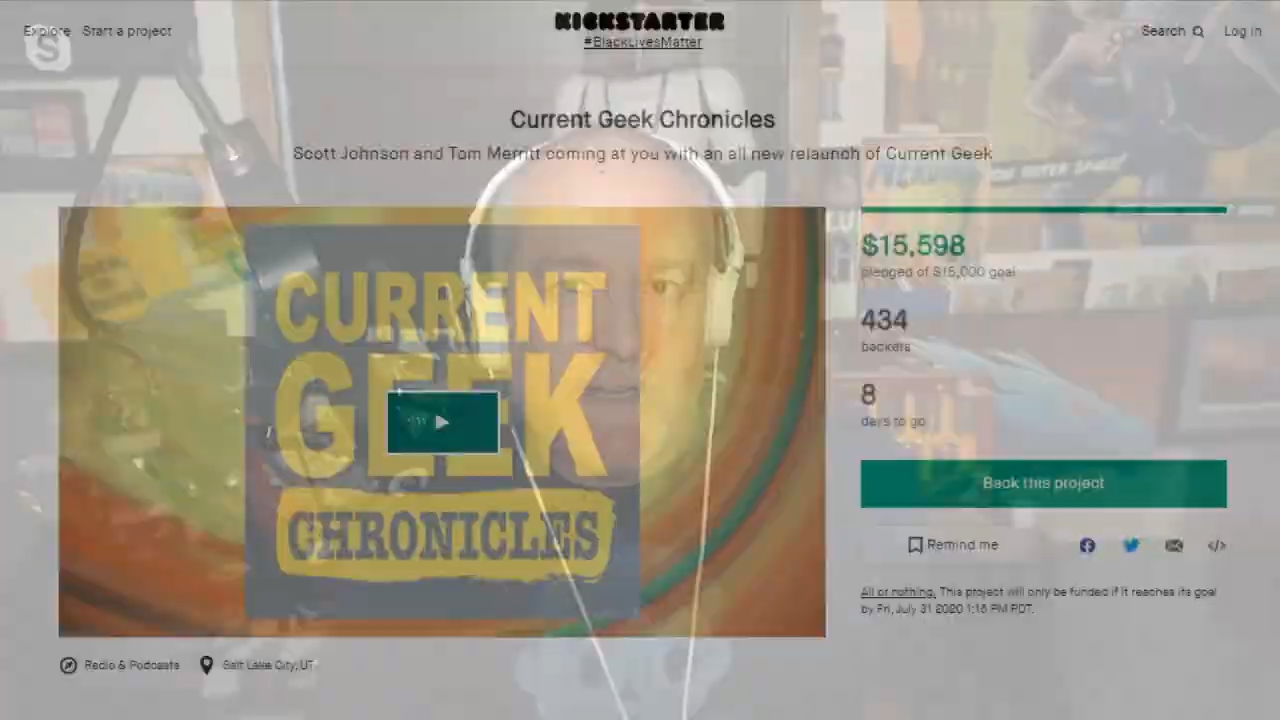 KICKSTARTER
Explore Start a project
Search
Log in
#BlackLivesMatter
Current Geek Chronicles
Scott Johnson and Tom Merritt coming at you with an all new relaunch of Current Geek
CURRENT
GEEK
CHRONICLES
$15,598
pledged of $15,000 goal
434
backers
8
days to go
Back this project
Remind me
</>
All or nothing. This project will only be funded if it reaches its goal
by Fri, July 31 2020 1:16 PM PDT.
Radio & Podcasts
Salt Lake City, UT